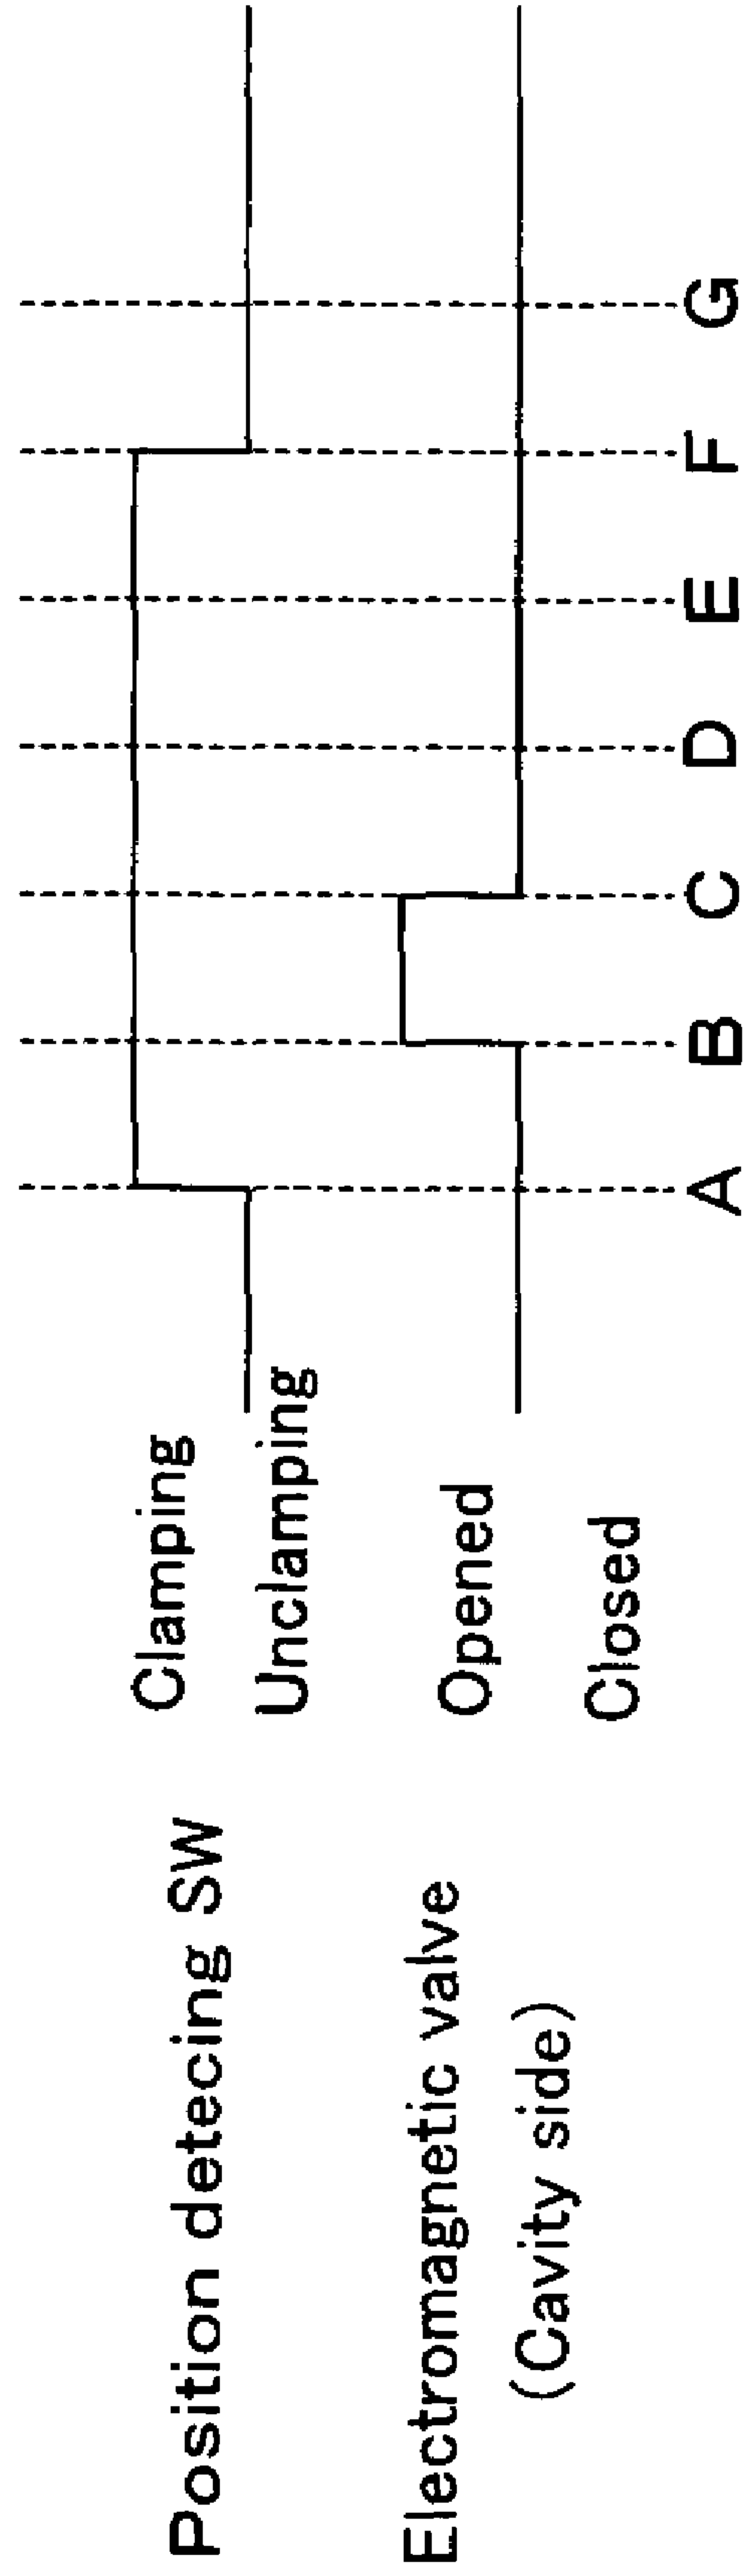 Position detecing SW
Clamping
Unclamping
Electromagnetic valve
(Cavity side)
Opened
Closed
A B C D E F G